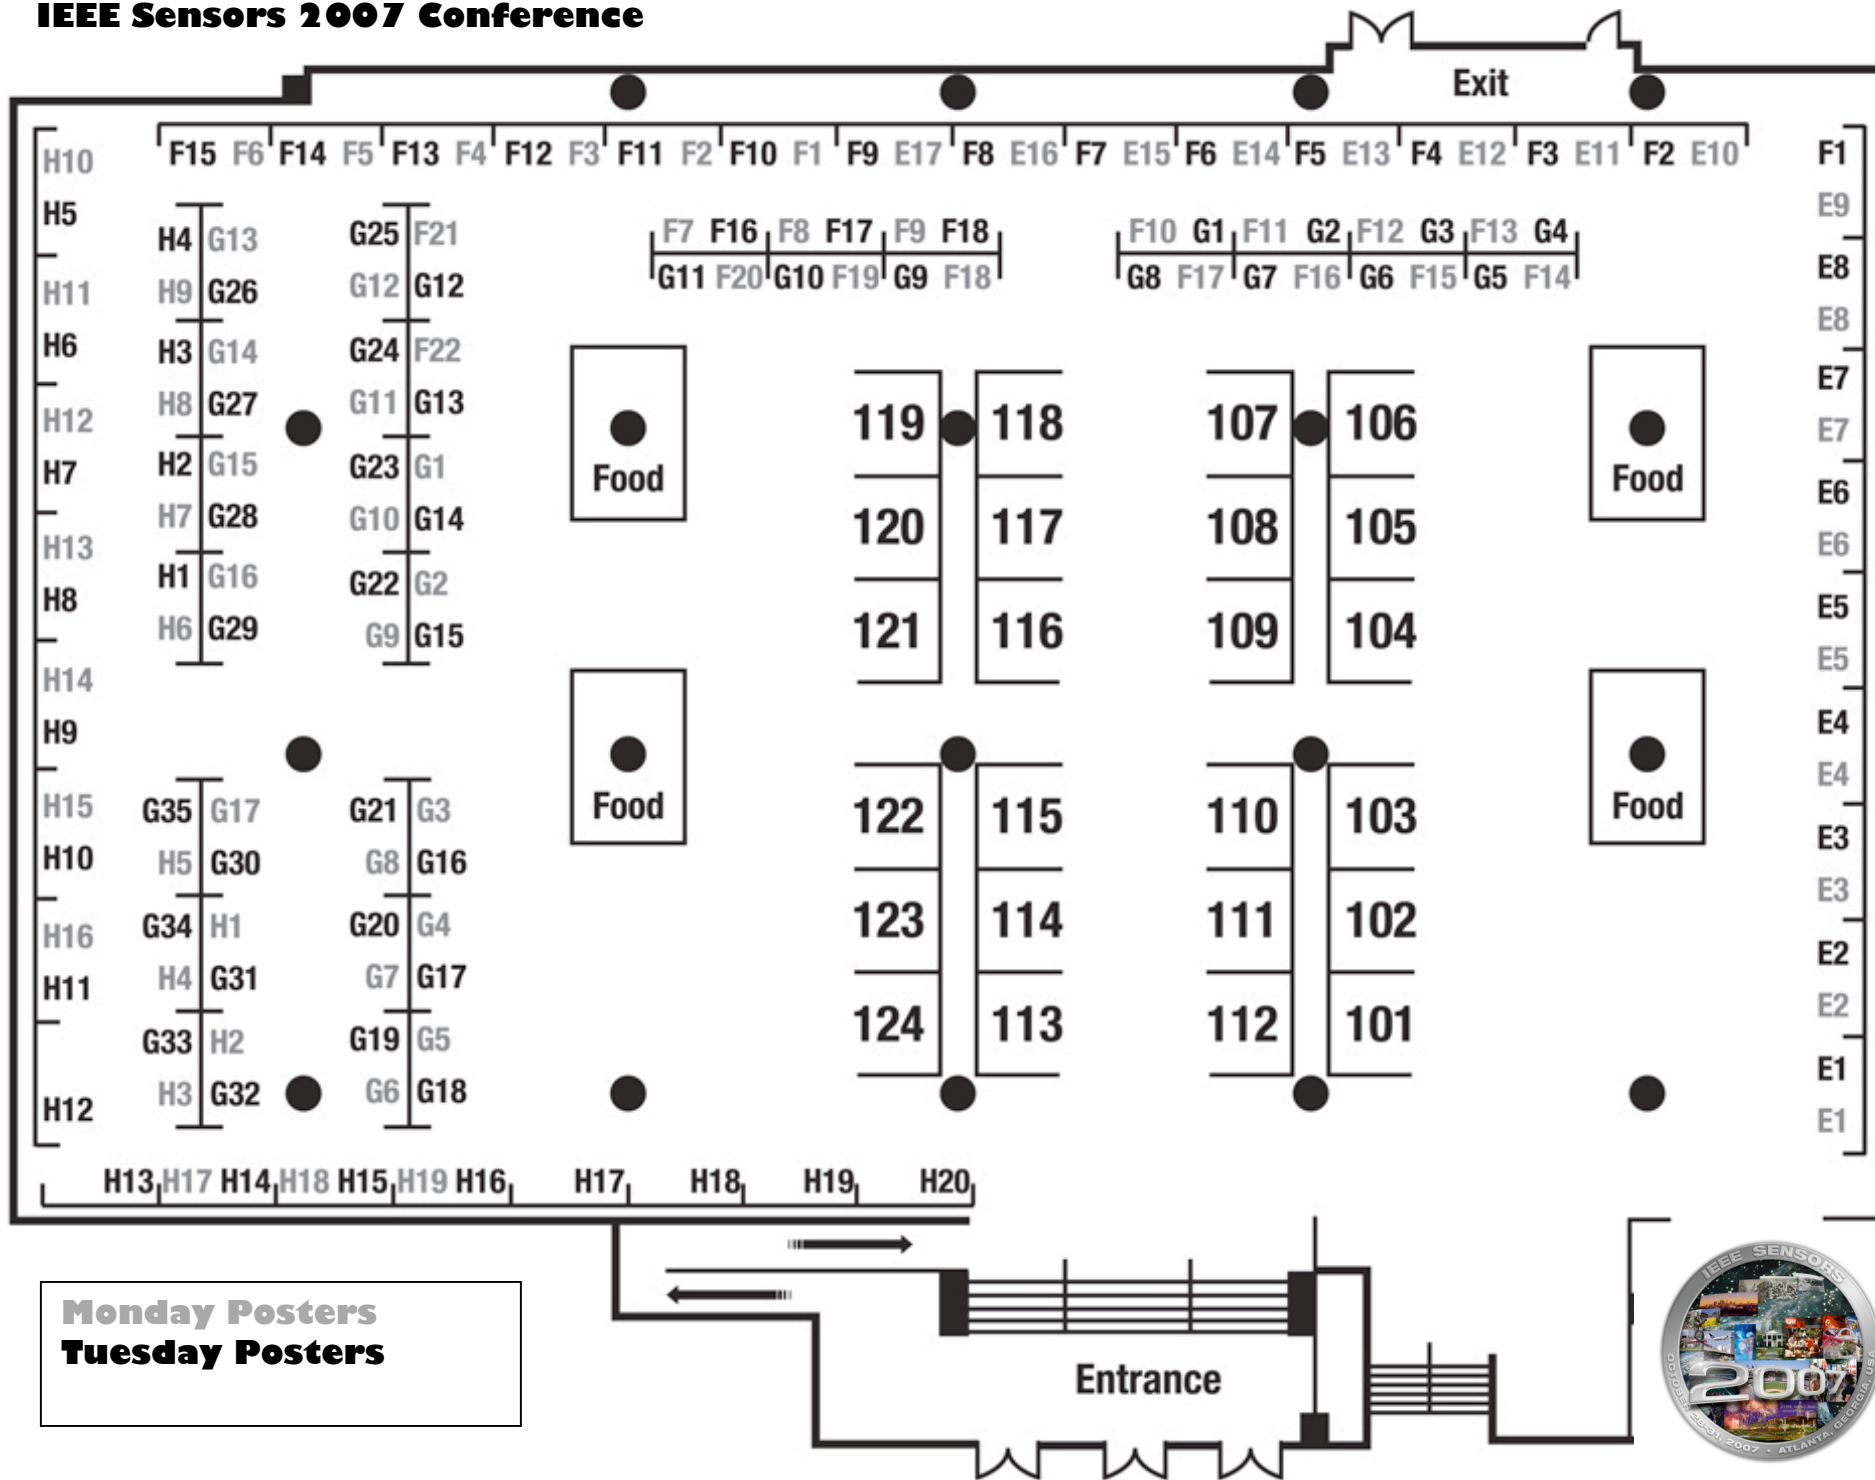 IEEE Sensors 2007 Conference
Exit
F15 F6 F14 F5 F13 F4 F12 F3 F11 F2 F10 F1 F9 E17 F8 E16 F7 E15 F6 E14 F5 E13 F4 E12 F3 E11 F2 E10
H10
H5
H11
H6
H12
H7
H13
H8
H14
H9
H15
H10
H16
H11
H12
H4 G13
H9 G26
H3 G14
H8 G27
H2 G15
H7 G28
H1 G16
H6 G29
G35 G17
H5 G30
G34 H1
H4 G31
G33 H2
H3 G32
G25 F21
G12 G12
G24 F22
G11 G13
G23 G1
G10 G14
G22 G2
G9 G15
G21 G3
G8 G16
G20 G4
G7 G17
G19 G5
G6 G18
F7 F16 F8 F17 F9 F18
G11 F20 G10 F19 G9 F18
F10 G1 F11 G2 F12 G3 F13 G4
G8 F17 G7 F16 G6 F15 G5 F14
Food
Food
119 118
120 117
121 116
122 115
123 114
124 113
107 106
108 105
109 104
110 103
111 102
112 101
Food
Food
F1
E9
E8
E8
E7
E7
E6
E6
E5
E5
E4
E4
E3
E3
E2
E2
E1
E1
H13 H17 H14 H18 H15 H19 H16 H17 H18 H19 H20
Monday Posters
Tuesday Posters
Entrance
IEEE SENSORS
2007
OCTOBER 28-31 2007 • ATLANTA, GEORGIA, USA